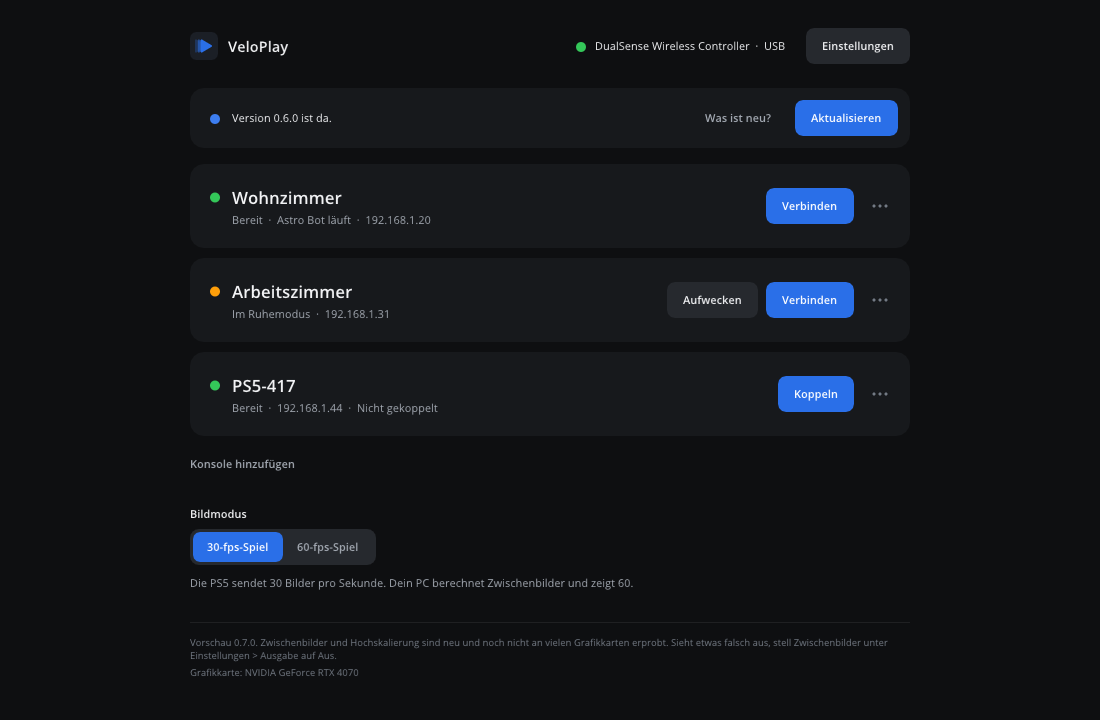 VeloPlay
DualSense Wireless Controller · USB
Einstellungen
Version 0.6.0 ist da.
Was ist neu?
Aktualisieren
Wohnzimmer
Bereit · Astro Bot läuft · 192.168.1.20
Verbinden
Arbeitszimmer
Im Ruhemodus · 192.168.1.31
Aufwecken
Verbinden
PS5-417
Bereit · 192.168.1.44 · Nicht gekoppelt
Koppeln
Konsole hinzufügen
Bildmodus
30-fps-Spiel
60-fps-Spiel
Die PS5 sendet 30 Bilder pro Sekunde. Dein PC berechnet Zwischenbilder und zeigt 60.
Vorschau 0.7.0. Zwischenbilder und Hochskalierung sind neu und noch nicht an vielen Grafikkarten erprobt. Sieht etwas falsch aus, stell Zwischenbilder unter
Einstellungen > Ausgabe auf Aus.
Grafikkarte: NVIDIA GeForce RTX 4070